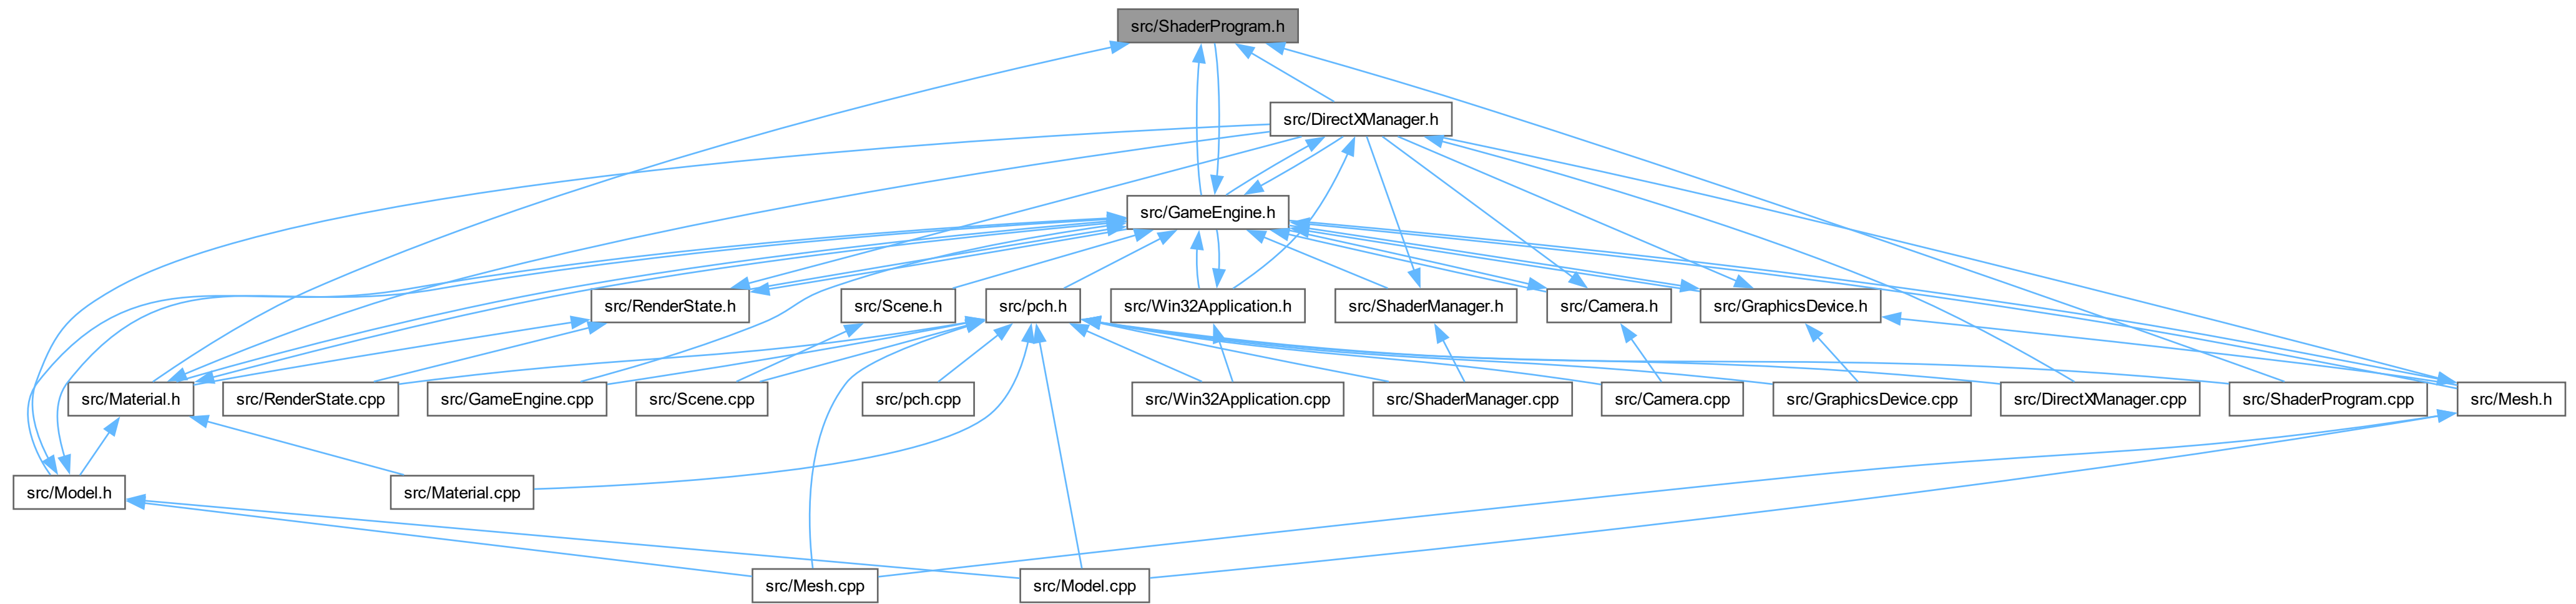 src/ShaderProgram.h
src/DirectXManager.h
src/GameEngine.h
src/RenderState.h
src/Scene.h
src/pch.h
src/Win32Application.h
src/ShaderManager.h
src/Camera.h
src/GraphicsDevice.h
src/Material.h
src/RenderState.cpp
src/GameEngine.cpp
src/Scene.cpp
src/pch.cpp
src/Win32Application.cpp
src/ShaderManager.cpp
src/Camera.cpp
src/GraphicsDevice.cpp
src/DirectXManager.cpp
src/ShaderProgram.cpp
src/Mesh.h
src/Model.h
src/Material.cpp
src/Mesh.cpp
src/Model.cpp